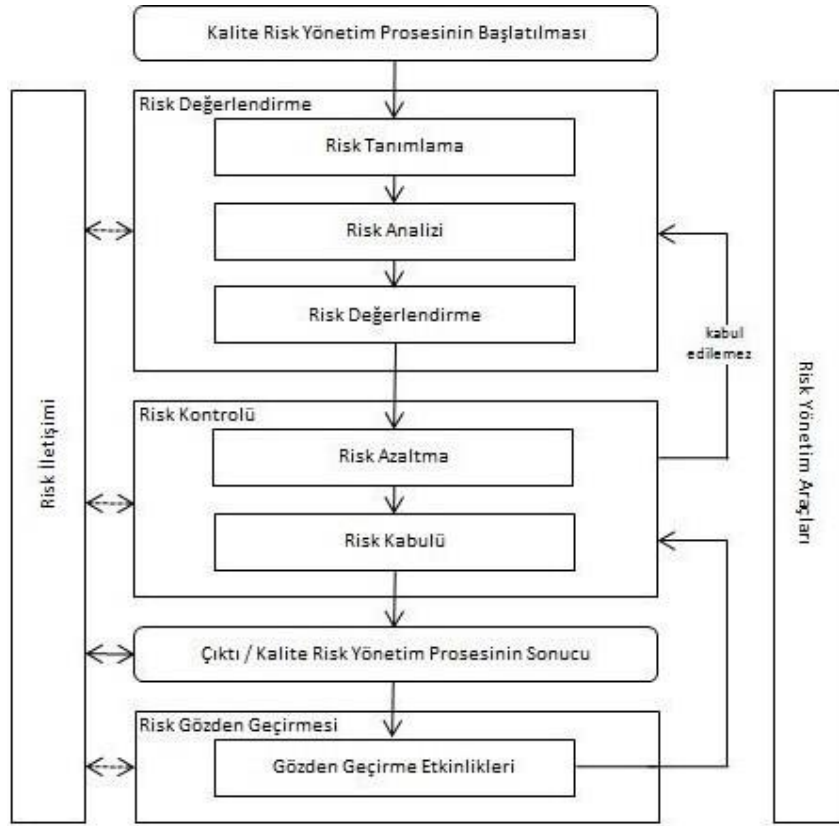 Kalite Risk Yönetim Prosesinin Başlatılması
Risk Değerlendirme
Risk Tanımlama
Risk Analizi
Risk Değerlendirme
kabul
edilemez
Risk Kontrolü
Risk Azaltma
Risk Kabulü
Çıktı / Kalite Risk Yönetim Prosesinin Sonucu
Risk Gözden Geçirmesi
Gözden Geçirme Etkinlikleri
Risk İletişimi
Risk Yönetim Araçları